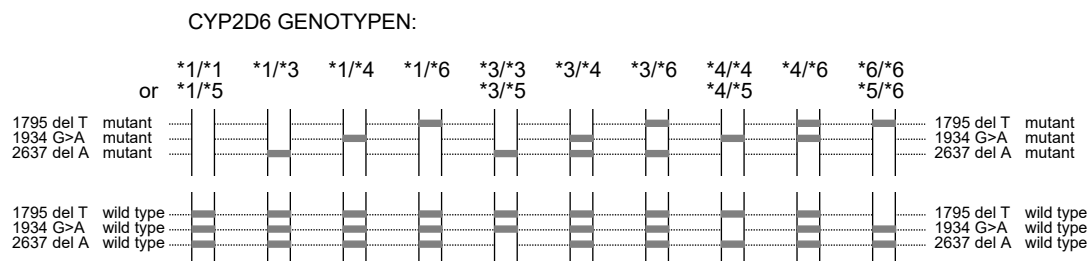 CYP2D6 GENOTYPEN:
*1/*1 *1/*3 *1/*4 *1/*6 *3/*3 *3/*4 *3/*6 *4/*4 *4/*6 *6/*6
or *1/*5 *3/*5 *4/*5 *5/*6
1795 del T mutant 1795 del T mutant
1934 G>A mutant 1934 G>A mutant
2637 del A mutant 2637 del A mutant
1795 del T wild type 1795 del T wild type
1934 G>A wild type 1934 G>A wild type
2637 del A wild type 2637 del A wild type